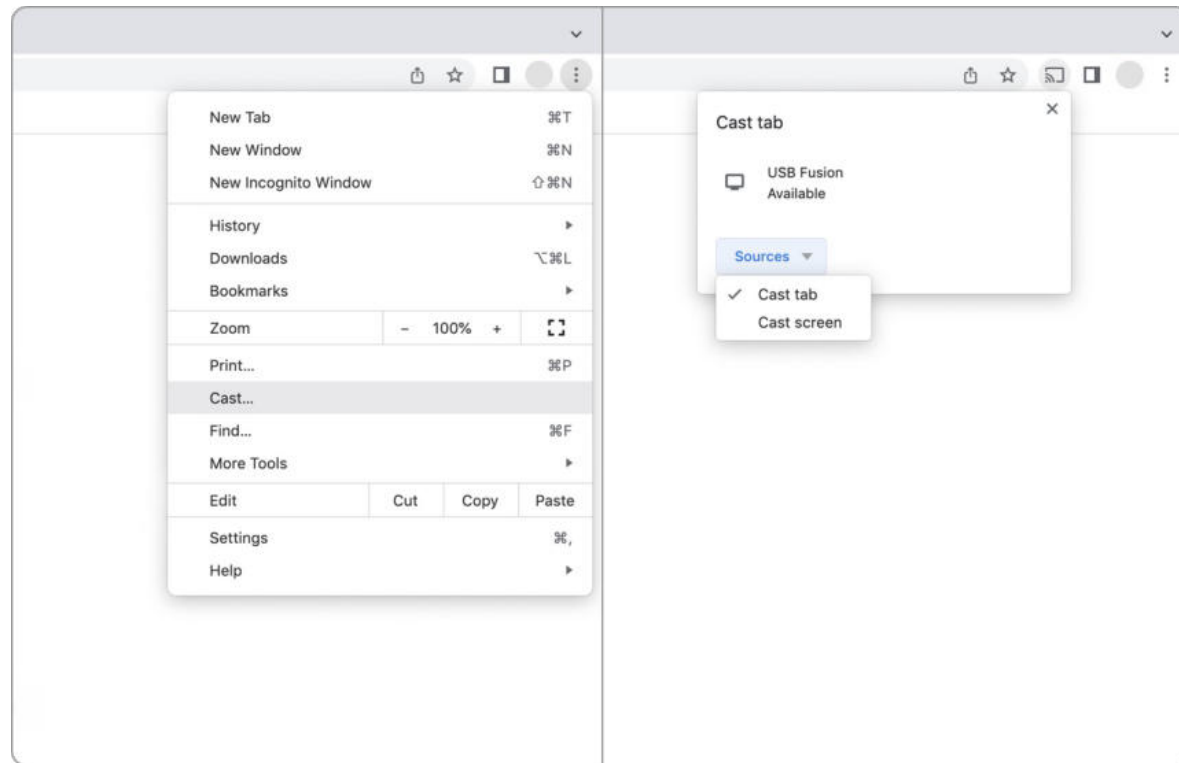 New Tab ⌘T
New Window ⌘N
New Incognito Window ⇧⌘N
History
Downloads ⌥⌘L
Bookmarks
Zoom - 100% +
Print... ⌘P
Cast...
Find... ⌘F
More Tools
Edit Cut Copy Paste
Settings ⌘,
Help
Cast tab
USB Fusion
Available
Sources
Cast tab
Cast screen